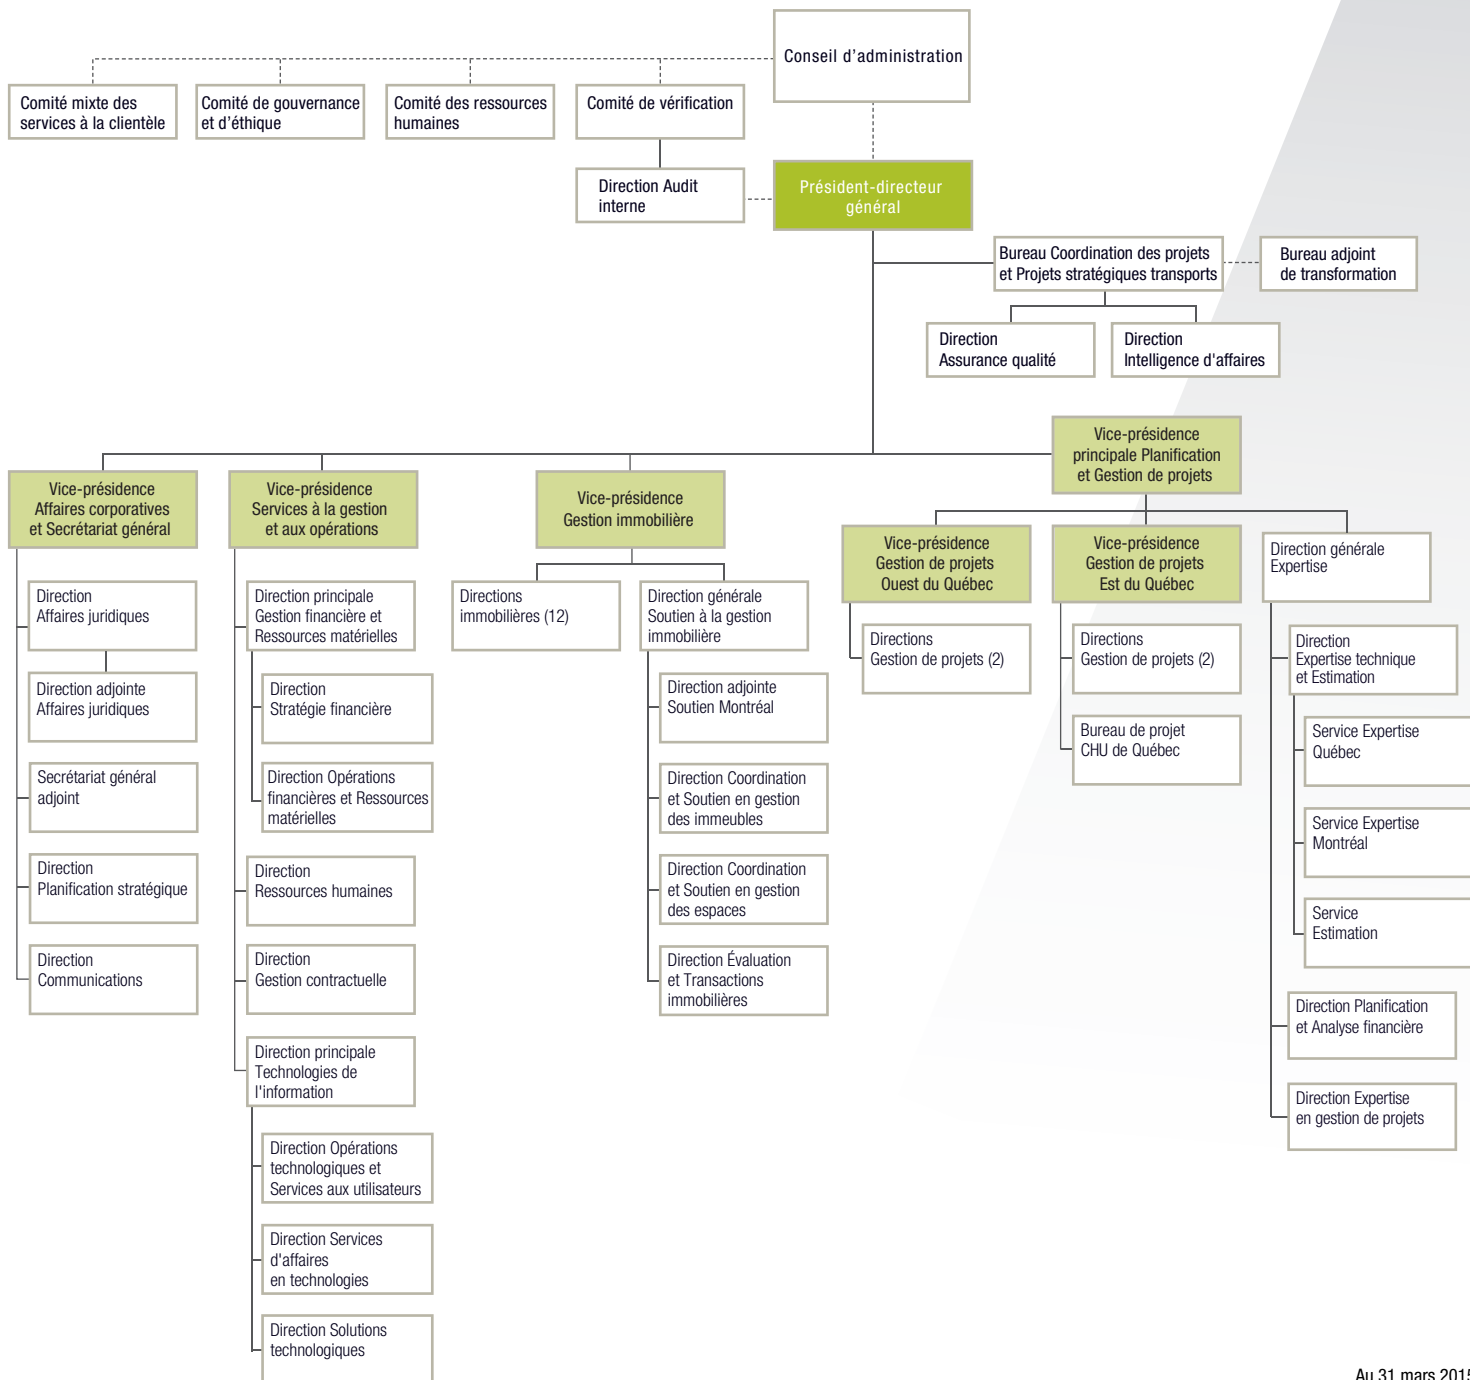 Conseil d'administration
Comité mixte des
services à la clientèle
Comité de gouvernance
et d'éthique
Comité des ressources
humaines
Comité de vérification
Direction Audit
interne
Président-directeur
général
Bureau Coordination des projets
et Projets stratégiques transports
Bureau adjoint
de transformation
Direction
Assurance qualité
Direction
Intelligence d'affaires
Vice-présidence
principale Planification
et Gestion de projets
Vice-présidence
Affaires corporatives
et Secrétariat général
Direction
Affaires juridiques
Direction adjointe
Affaires juridiques
Secrétariat général
adjoint
Direction
Planification stratégique
Direction
Communications
Vice-présidence
Services à la gestion
et aux opérations
Direction principale
Gestion financière et
Ressources matérielles
Direction
Stratégie financière
Direction Opérations
financières et Ressources
matérielles
Direction
Ressources humaines
Direction
Gestion contractuelle
Direction principale
Technologies de
l'information
Direction Opérations
technologiques et
Services aux utilisateurs
Direction Services
d'affaires
en technologies
Direction Solutions
technologiques
Vice-présidence
Gestion immobilière
Directions
immobilières (12)
Direction générale
Soutien à la gestion
immobilière
Direction adjointe
Soutien Montréal
Direction Coordination
et Soutien en gestion
des immeubles
Direction Coordination
et Soutien en gestion
des espaces
Direction Évaluation
et Transactions
immobilières
Vice-présidence
Gestion de projets
Ouest du Québec
Directions
Gestion de projets (2)
Vice-présidence
Gestion de projets
Est du Québec
Directions
Gestion de projets (2)
Bureau de projet
CHU de Québec
Direction générale
Expertise
Direction
Expertise technique
et Estimation
Service Expertise
Québec
Service Expertise
Montréal
Service
Estimation
Direction Planification
et Analyse financière
Direction Expertise
en gestion de projets
Au 31 mars 2015